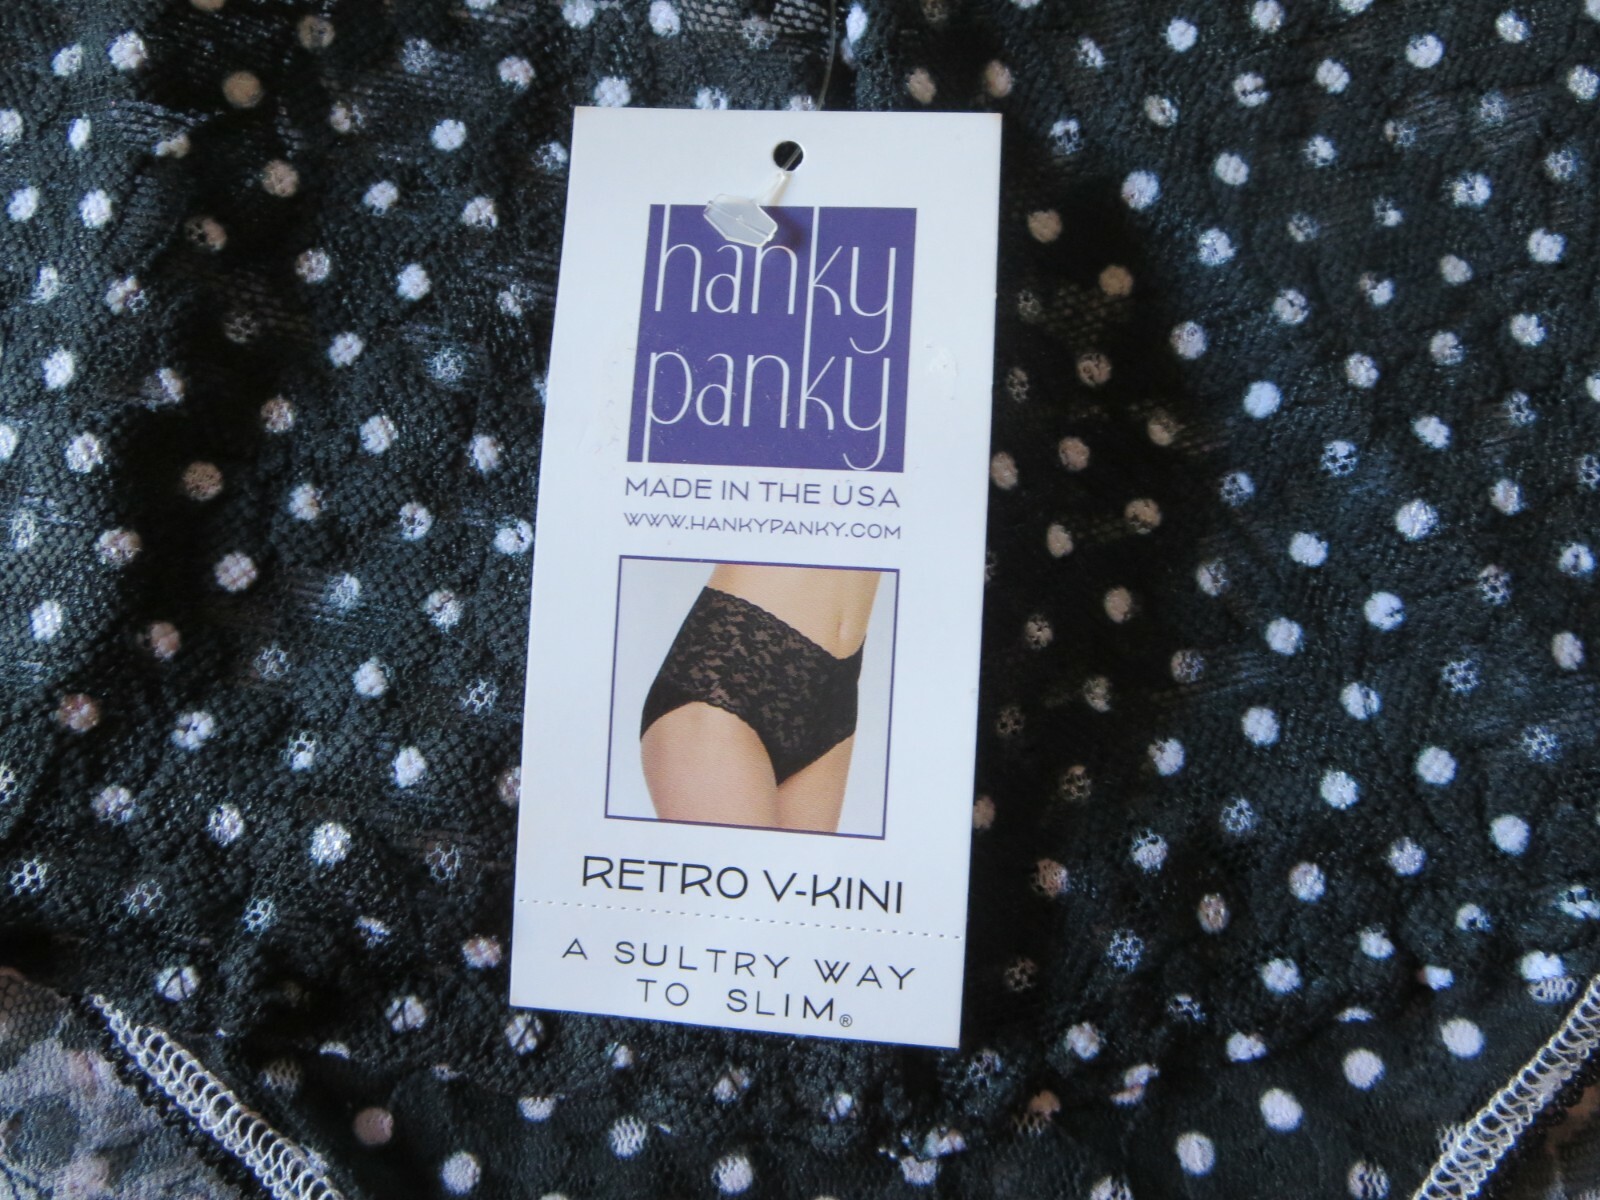 hanky
panky
MADE IN THE USA
WWW.HANKYPANKY.COM
RETRO V-KINI
A SULTRY WAY
TO SLIM®